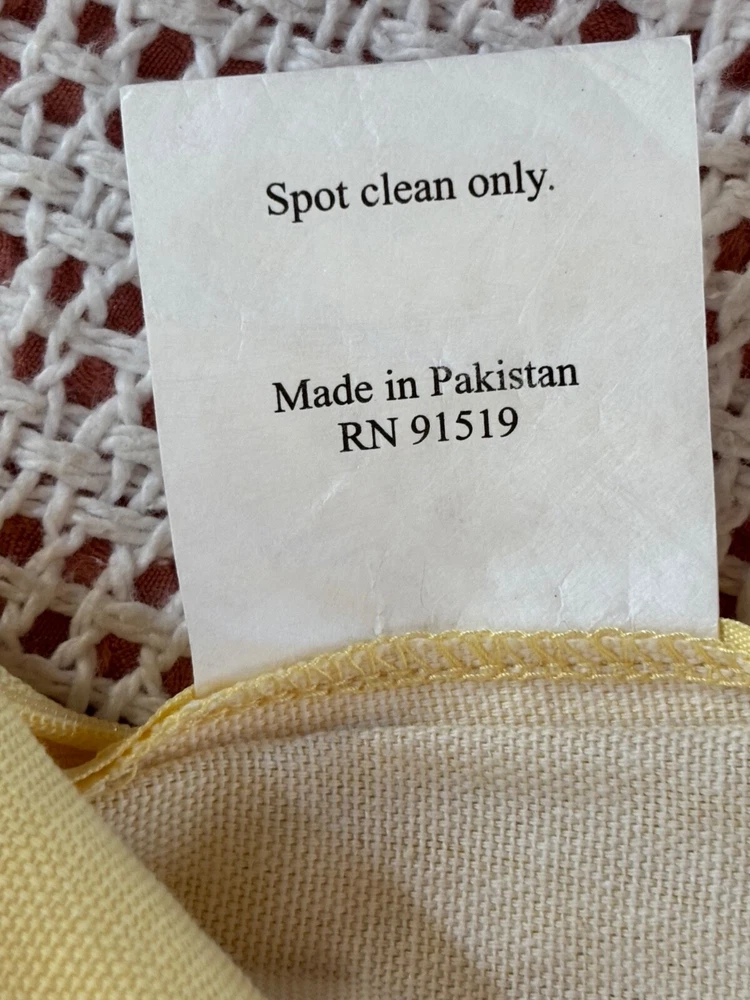 Spot clean only.
Made in Pakistan
RN 91519